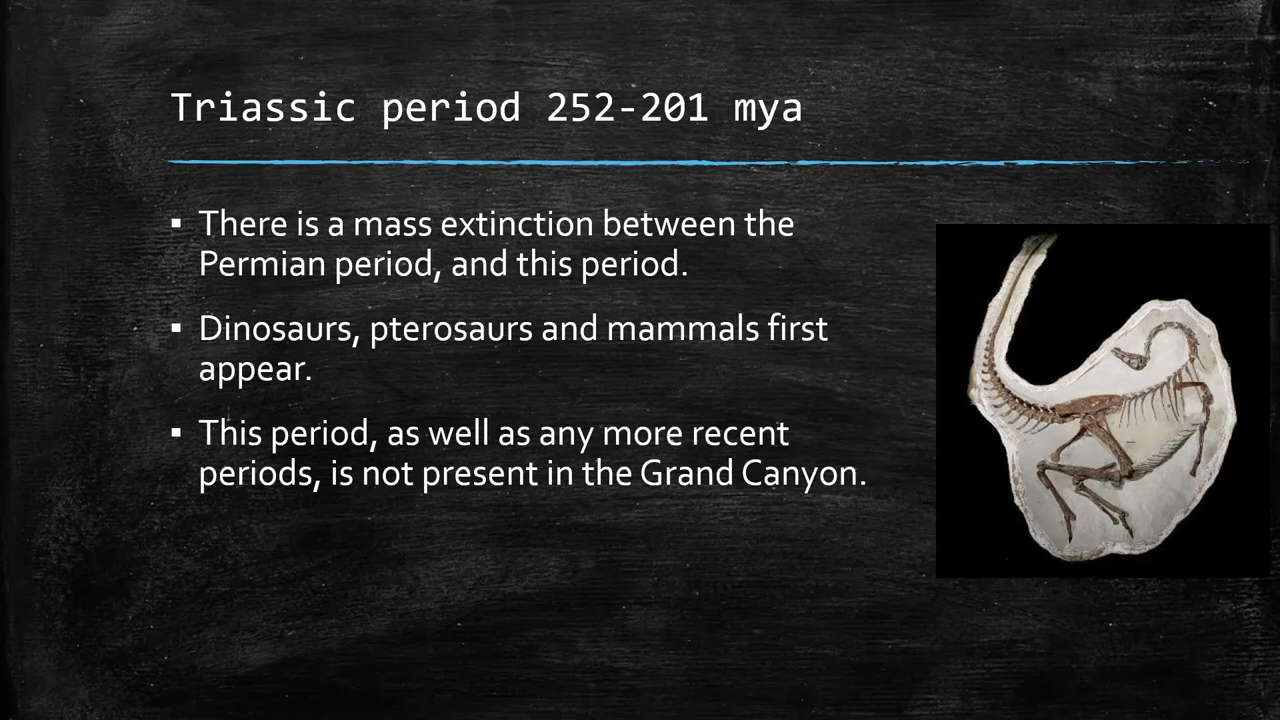 Triassic period 252-201 mya
▪ There is a mass extinction between the
Permian period, and this period.
▪ Dinosaurs, pterosaurs and mammals first
appear.
▪ This period, as well as any more recent
periods, is not present in the Grand Canyon.